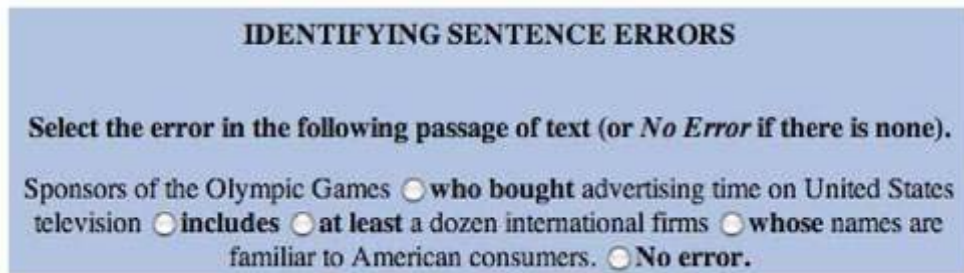 IDENTIFYING SENTENCE ERRORS
Select the error in the following passage of text (or No Error if there is none).
Sponsors of the Olympic Games who bought advertising time on United States
television includes at least a dozen international firms whose names are
familiar to American consumers. No error.